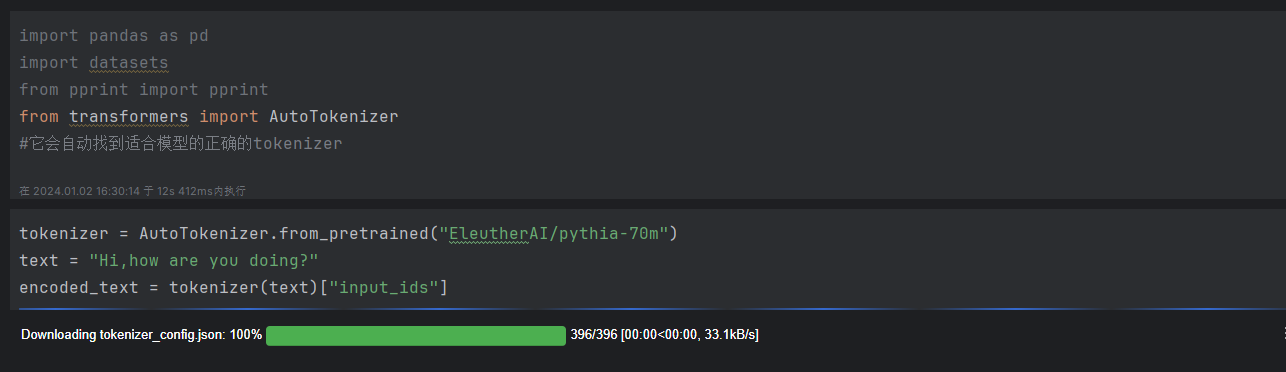 import pandas as pd
import datasets
from pprint import pprint
from transformers import AutoTokenizer
#它会自动找到适合模型的正确的tokenizer
在 2024.01.02 16:30:14 于 12s 412ms内执行
tokenizer = AutoTokenizer.from_pretrained("EleutherAI/pythia-70m")
text = "Hi,how are you doing?"
encoded_text = tokenizer(text)["input_ids"]
Downloading tokenizer_config.json: 100% 396/396 [00:00<00:00, 33.1kB/s]